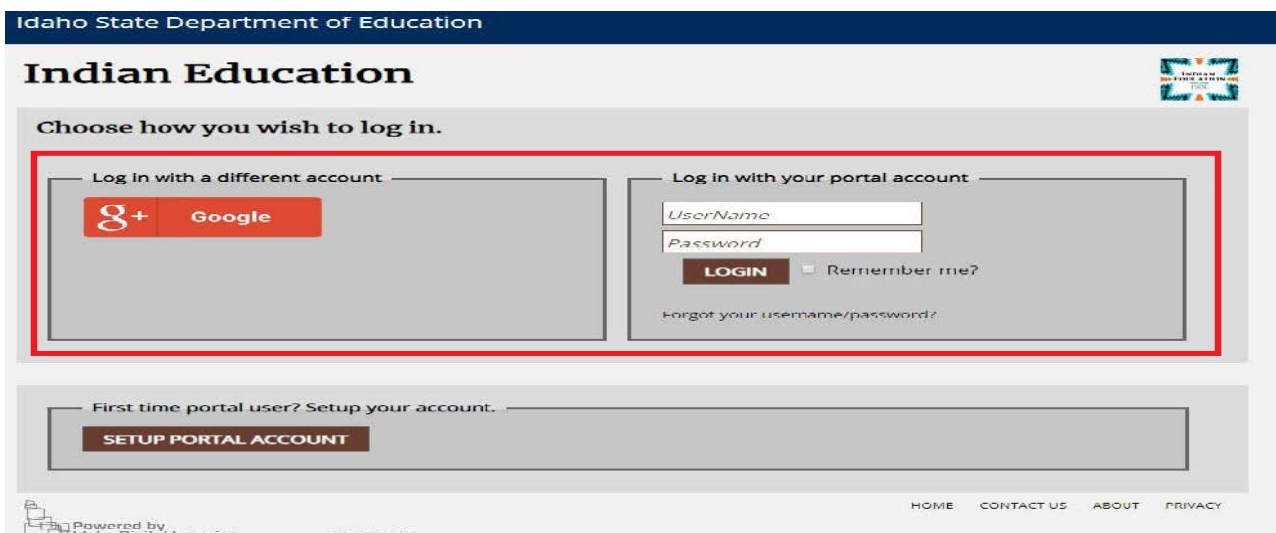 Idaho State Department of Education
Indian Education
INDIAN
EDUCATION
Choose how you wish to log in.
Log in with a different account
g+ Google
Log in with your portal account
UserName
Password
LOGIN Remember me?
Forgot your username/password?
First time portal user? Setup your account.
SETUP PORTAL ACCOUNT
HOME CONTACT US ABOUT PRIVACY
Powered by